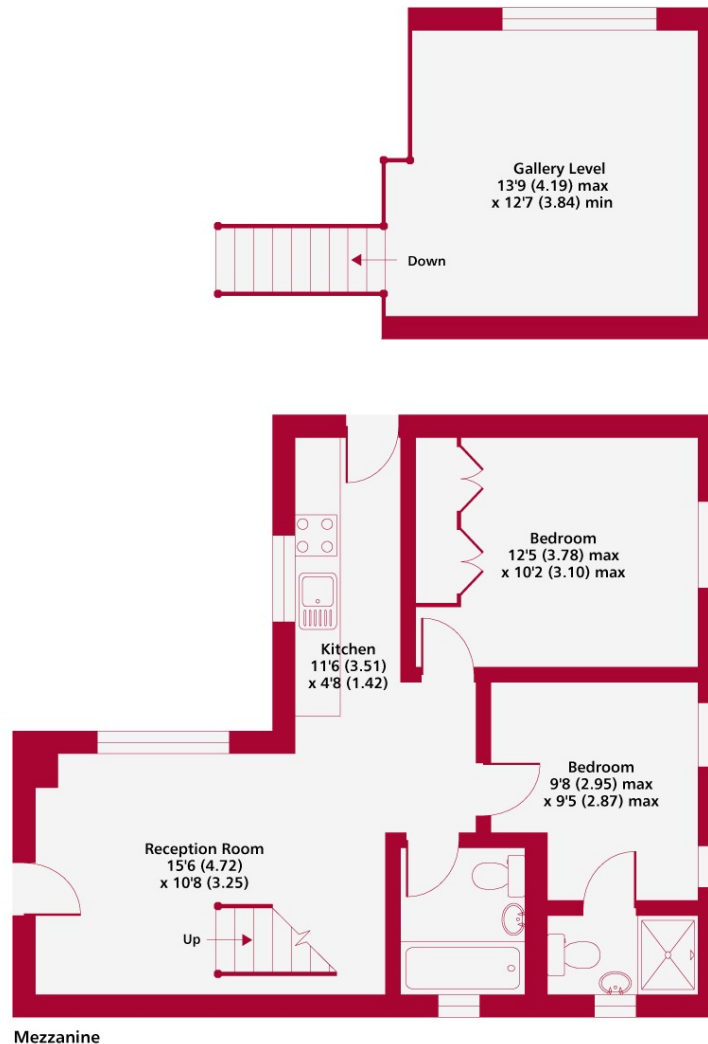 Gallery Level
13'9 (4.19) max
x 12'7 (3.84) min
Down
Bedroom
12'5 (3.78) max
x 10'2 (3.10) max
Kitchen
11'6 (3.51)
x 4'8 (1.42)
Bedroom
9'8 (2.95) max
x 9'5 (2.87) max
Reception Room
15'6 (4.72)
x 10'8 (3.25)
Up
Mezzanine